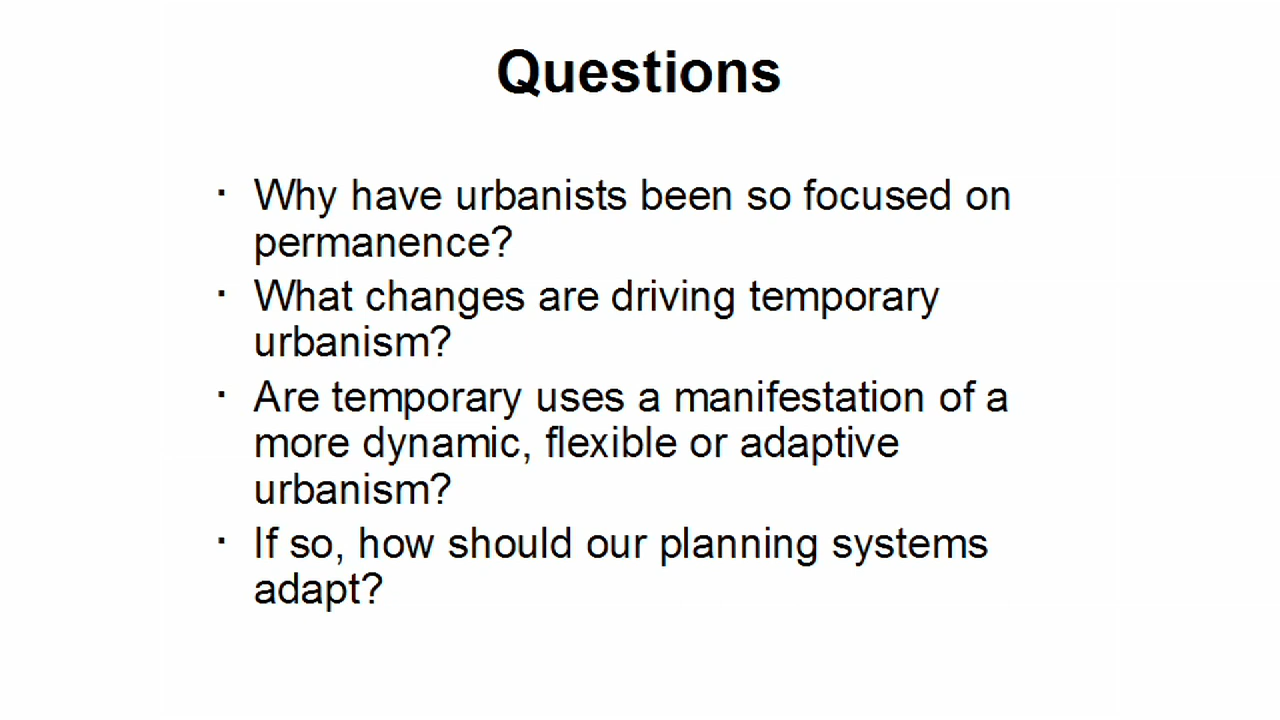 Questions
· Why have urbanists been so focused on
permanence?
· What changes are driving temporary
urbanism?
· Are temporary uses a manifestation of a
more dynamic, flexible or adaptive
urbanism?
· If so, how should our planning systems
adapt?